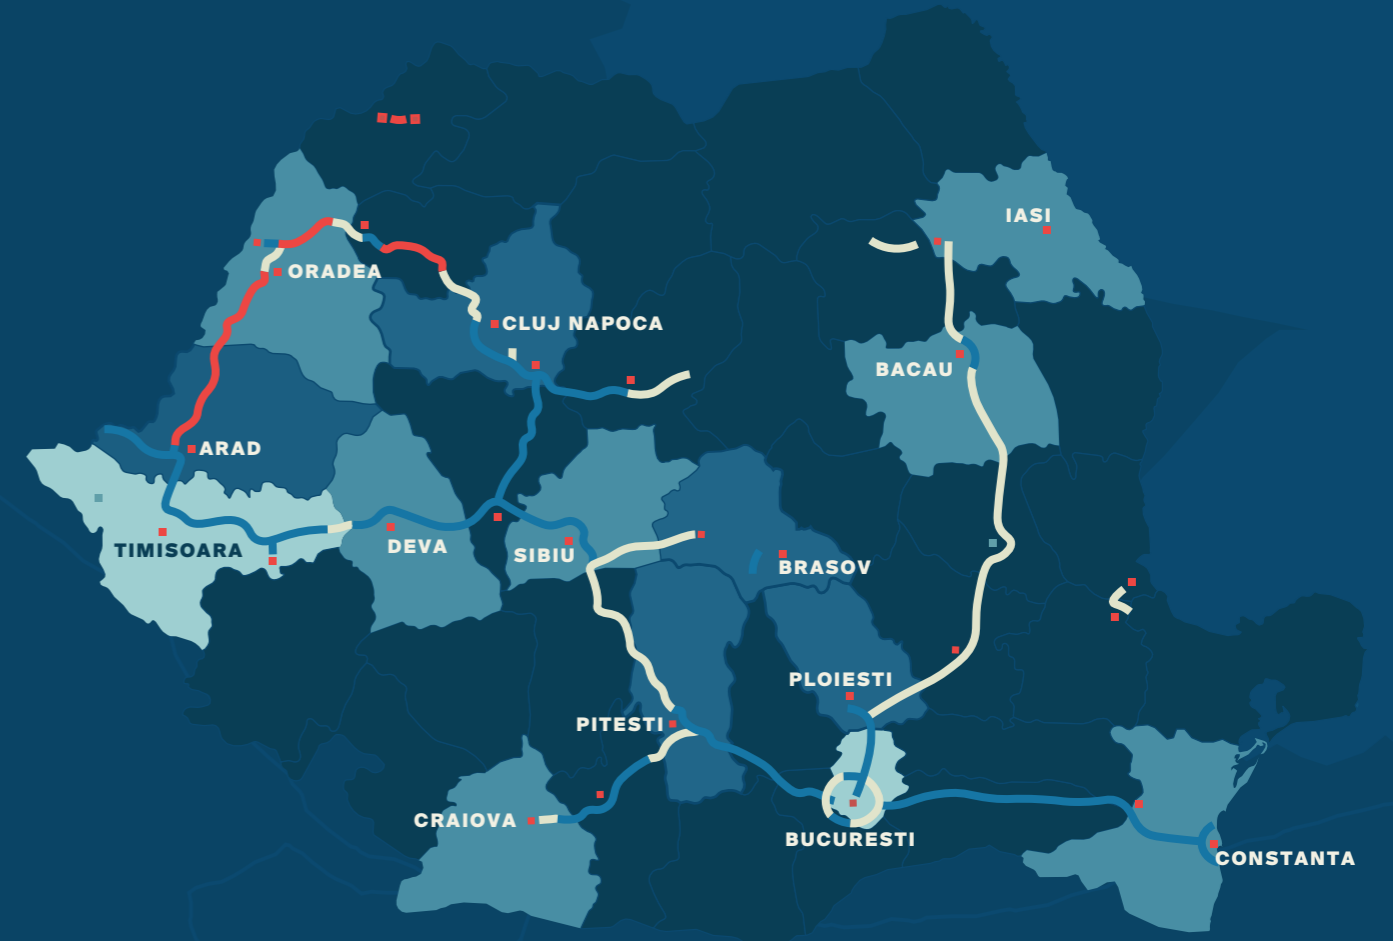 IASI
ORADEA
CLUJ NAPOCA
BACAU
ARAD
TIMISOARA
DEVA
SIBIU
BRASOV
PLOIESTI
PITESTI
CRAIOVA
BUCURESTI
CONSTANTA